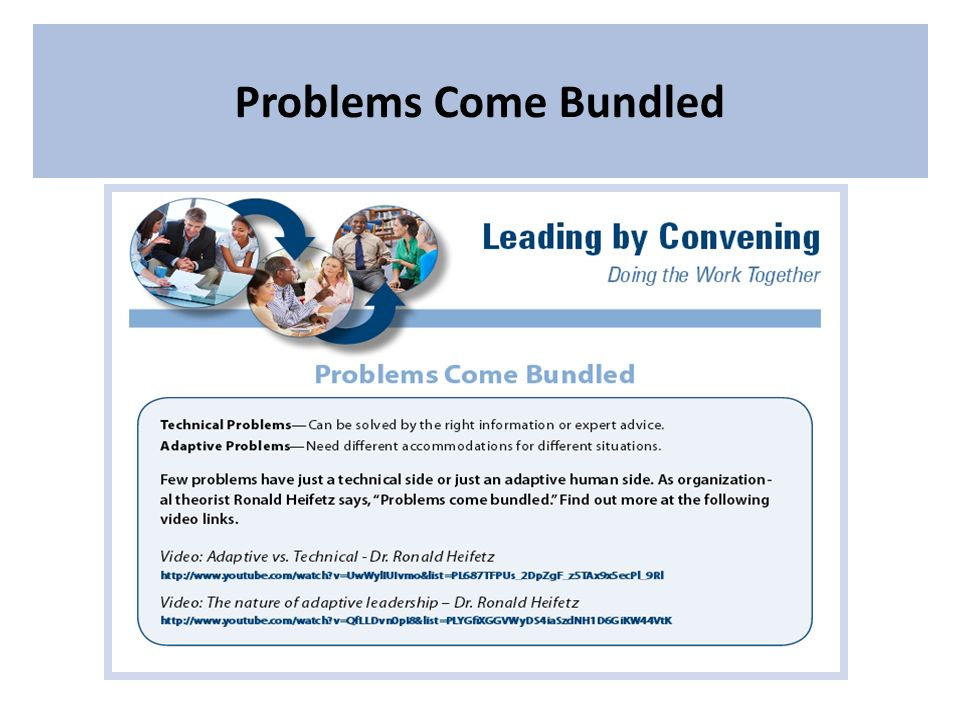 Problems Come Bundled
Leading by Convening
Doing the Work Together
Problems Come Bundled
Technical Problems—Can be solved by the right information or expert advice.
Adaptive Problems—Need different accommodations for different situations.
Few problems have just a technical side or just an adaptive human side. As organization-
al theorist Ronald Heifetz says, “Problems come bundled.” Find out more at the following
video links.
Video: Adaptive vs. Technical - Dr. Ronald Heifetz
http://www.youtube.com/watch?v=UwWylIUIvmo&list=PL687TFPUs_2DpZgF_z5TAx9x5ecPl_9Rl
Video: The nature of adaptive leadership – Dr. Ronald Heifetz
http://www.youtube.com/watch?v=QfLLDvn0pI8&list=PLYGfiXGGVWyDS4iaSzdNH1D6GiKW44VtK